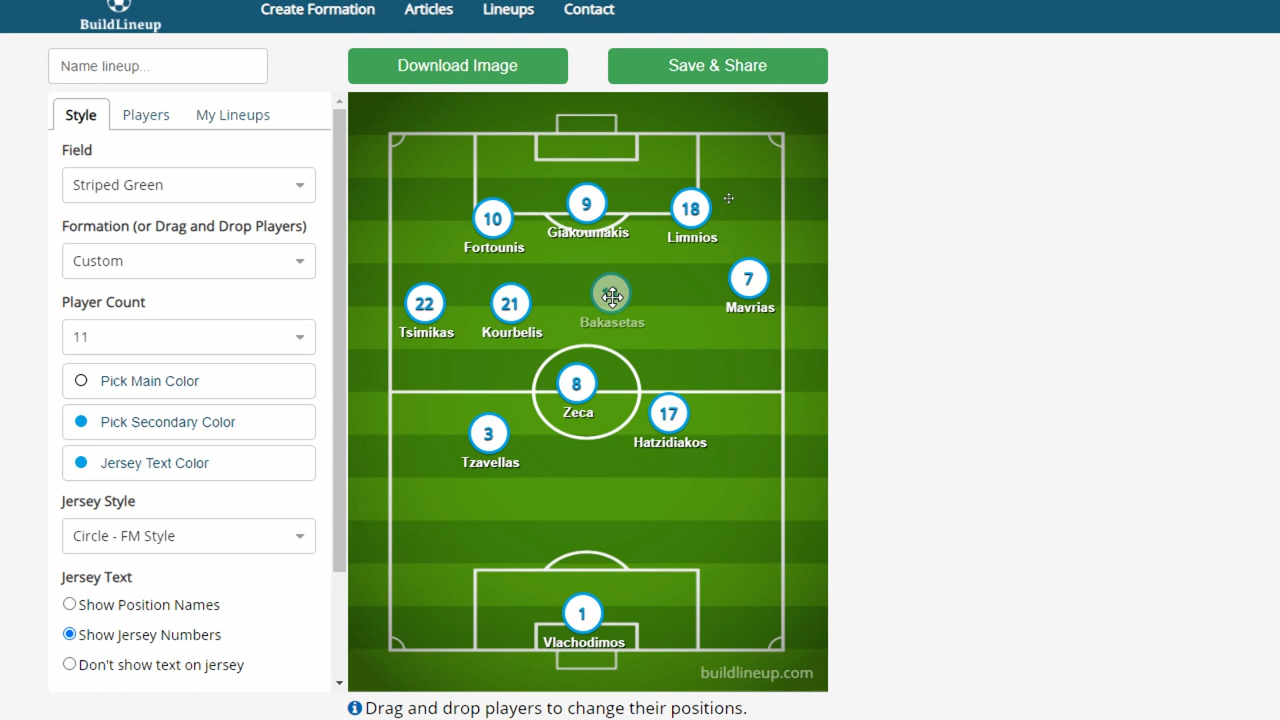 BuildLineup
Create Formation
Articles
Lineups
Contact
Name lineup...
Download Image
Save & Share
Style
Players
My Lineups
Field
Striped Green
Formation (or Drag and Drop Players)
Custom
Player Count
11
Pick Main Color
Pick Secondary Color
Jersey Text Color
Jersey Style
Circle - FM Style
Jersey Text
Show Position Names
Show Jersey Numbers
Don't show text on jersey
9
Giakoumakis
18
Limnios
10
Fortounis
7
Mavrias
Bakasetas
22
Tsimikas
21
Kourbelis
8
Zeca
17
Hatzidiakos
3
Tzavellas
1
Vlachodimos
buildlineup.com
Drag and drop players to change their positions.